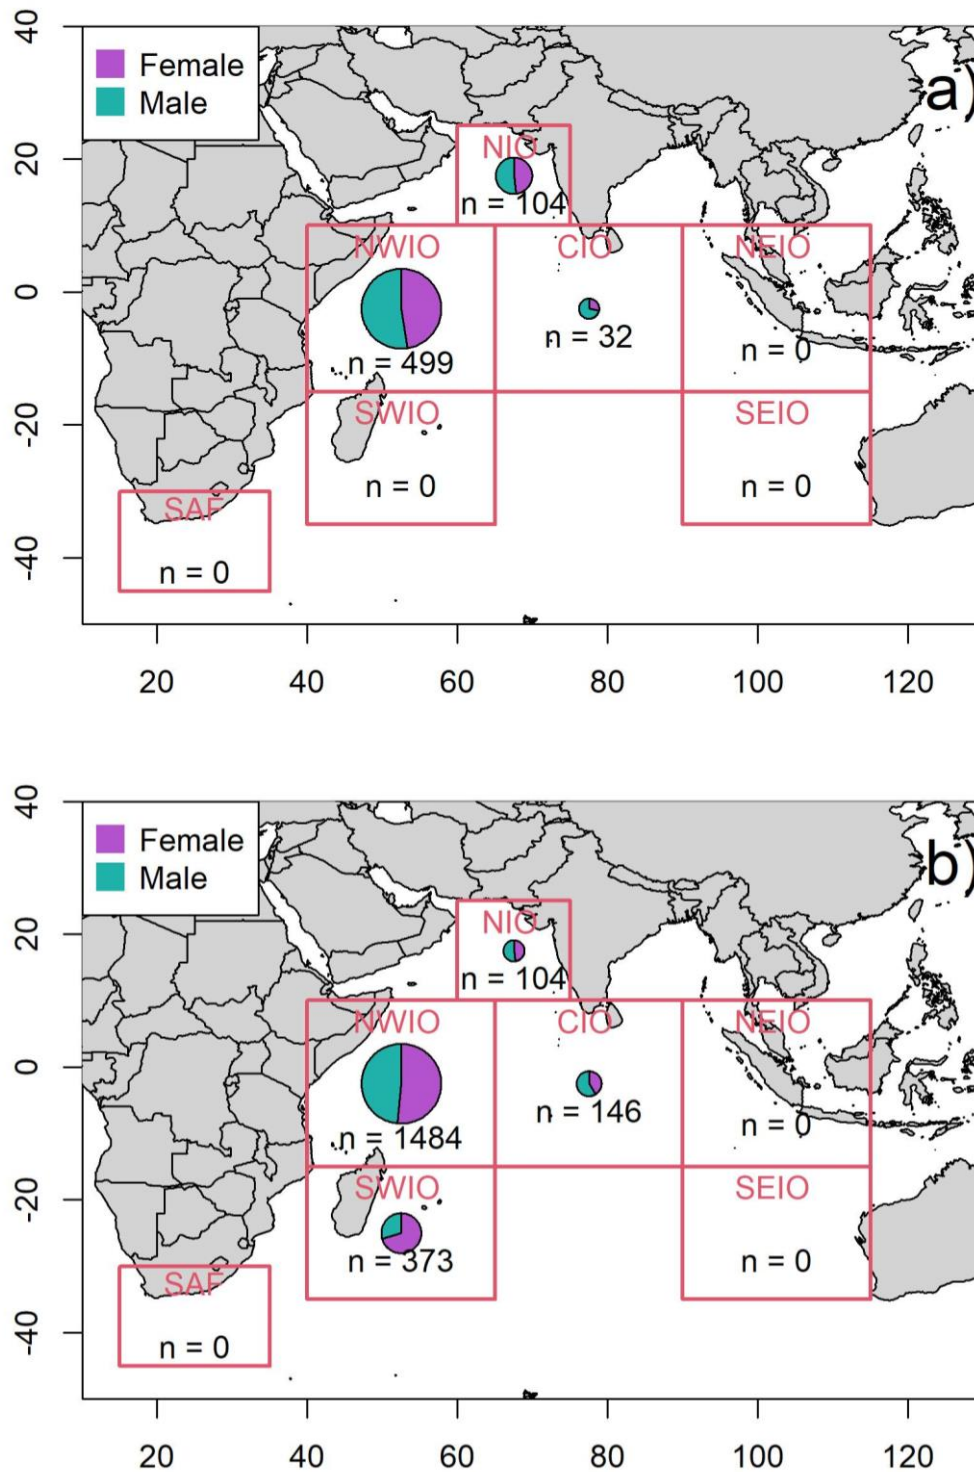 40
Female
Male
a)
20
NIO
n = 104
NWIO
CIO
NEIO
0
n = 499
n = 32
n = 0
-20
SWIO
SEIO
n = 0
n = 0
SAF
-40
n = 0
20
40
60
80
100
120
40
Female
Male
b)
20
NIO
n = 104
NWIO
CIO
NEIO
0
n = 1484
n = 146
n = 0
-20
SWIO
SEIO
n = 373
n = 0
SAF
-40
n = 0
20
40
60
80
100
120